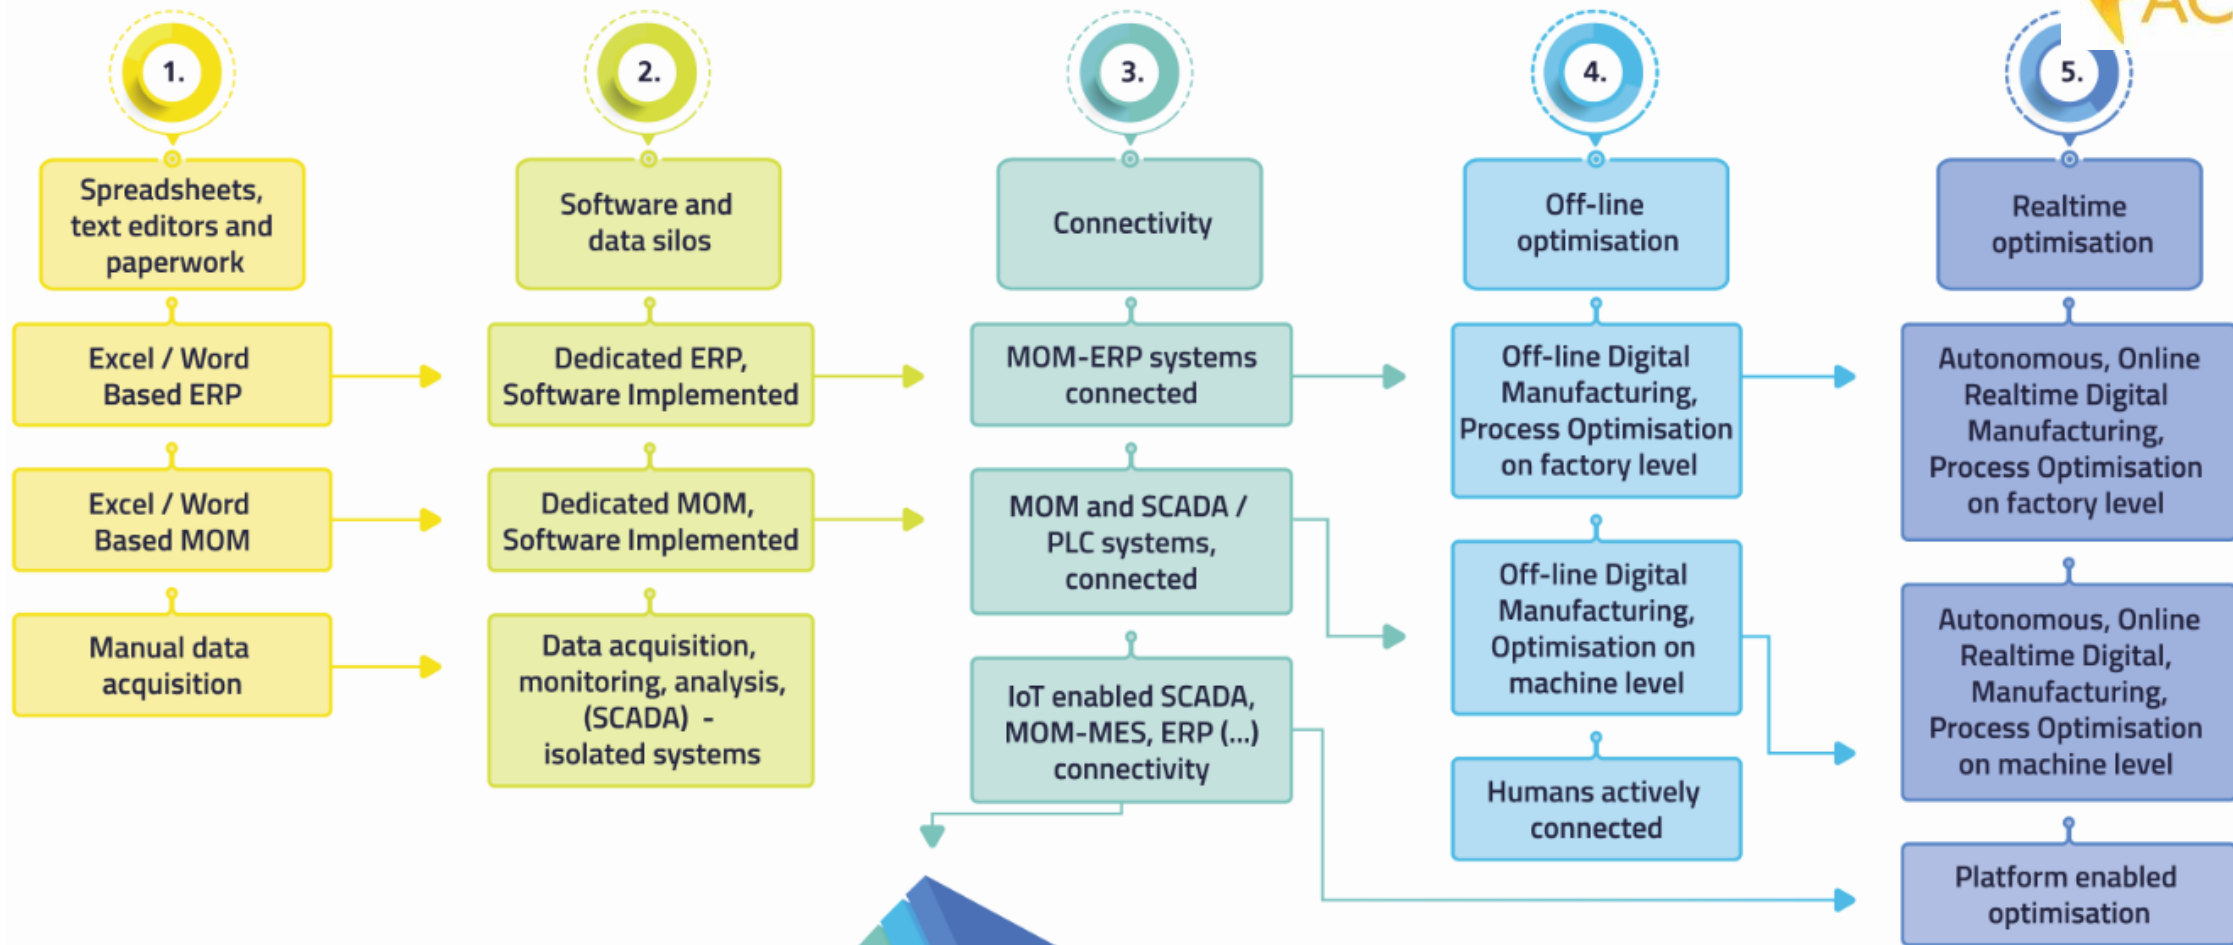 1.
Spreadsheets,
text editors and
paperwork
Excel / Word
Based ERP
Excel / Word
Based MOM
Manual data
acquisition
2.
Software and
data silos
Dedicated ERP,
Software Implemented
Dedicated MOM,
Software Implemented
Data acquisition,
monitoring, analysis,
(SCADA) -
isolated systems
3.
Connectivity
MOM-ERP systems
connected
MOM and SCADA /
PLC systems,
connected
IoT enabled SCADA,
MOM-MES, ERP (...)
connectivity
4.
Off-line
optimisation
Off-line Digital
Manufacturing,
Process Optimisation
on factory level
Off-line Digital
Manufacturing,
Optimisation on
machine level
Humans actively
connected
5.
Realtime
optimisation
Autonomous, Online
Realtime Digital
Manufacturing,
Process Optimisation
on factory level
Autonomous, Online
Realtime Digital,
Manufacturing,
Process Optimisation
on machine level
Platform enabled
optimisation